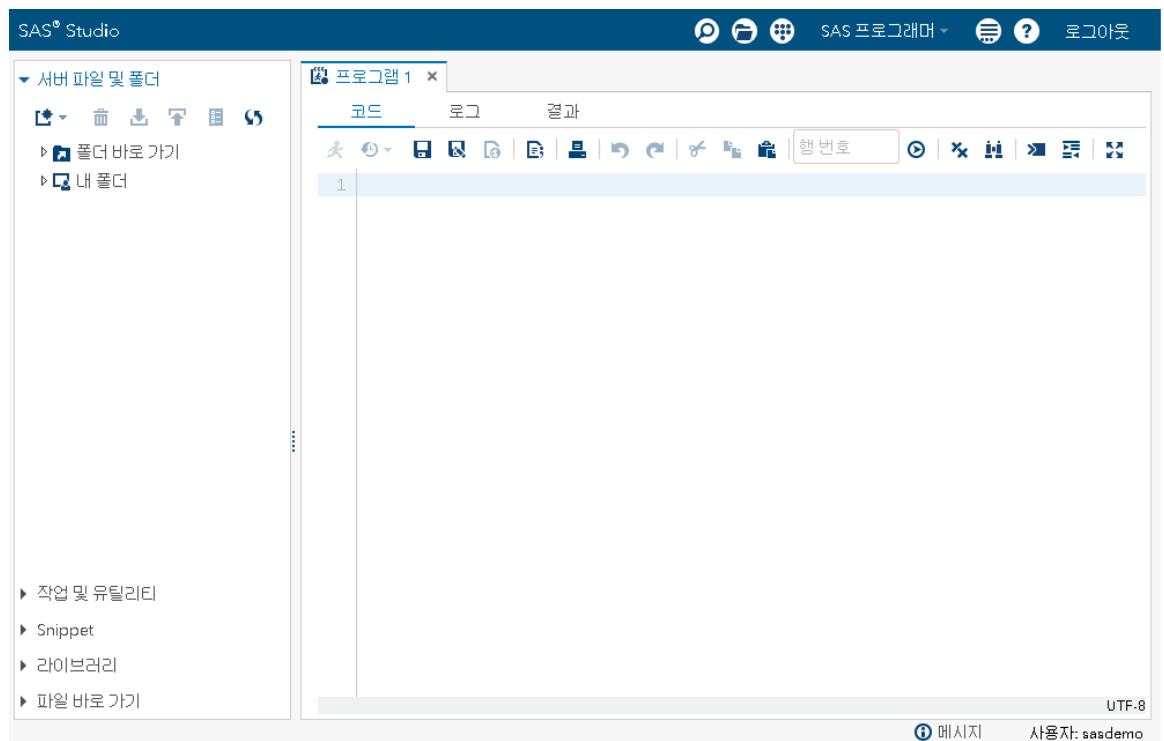 SAS® Studio
SAS 프로그래머
로그아웃
서버 파일 및 폴더
폴더 바로 가기
내 폴더
작업 및 유틸리티
Snippet
라이브러리
파일 바로 가기
프로그램 1
코드 로그 결과
행 번호
1
UTF-8
메시지 사용자: sasdemo